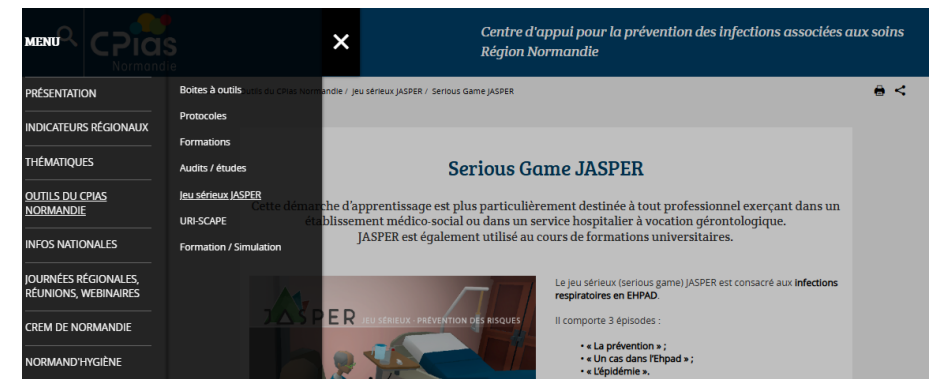 MENU
CPias
Normandie
Centre d'appui pour la prévention des infections associées aux soins
Région Normandie
PRÉSENTATION
INDICATEURS RÉGIONAUX
THÉMATIQUES
OUTILS DU CPIAS
NORMANDIE
INFOS NATIONALES
JOURNÉES RÉGIONALES,
RÉUNIONS, WEBINAIRES
CREM DE NORMANDIE
NORMAND'HYGIÈNE
Boites à outils
Protocoles
Formations
Audits / études
Jeu sérieux JASPER
URI-SCAPE
Formation / Simulation
outils du CPias Normandie / Jeu sérieux JASPER / Serious Game JASPER
Serious Game JASPER
Cette démarche d'apprentissage est plus particulièrement destinée à tout professionnel exerçant dans un
établissement médico-social ou dans un service hospitalier à vocation gérontologique.
JASPER est également utilisé au cours de formations universitaires.
JASPER JEU SÉRIEUX - PRÉVENTION DES RISQUES
Le jeu sérieux (serious game) JASPER est consacré aux infections
respiratoires en EHPAD.
Il comporte 3 épisodes :
• « La prévention » ;
• « Un cas dans l'Ehpad » ;
• « L'épidémie ».